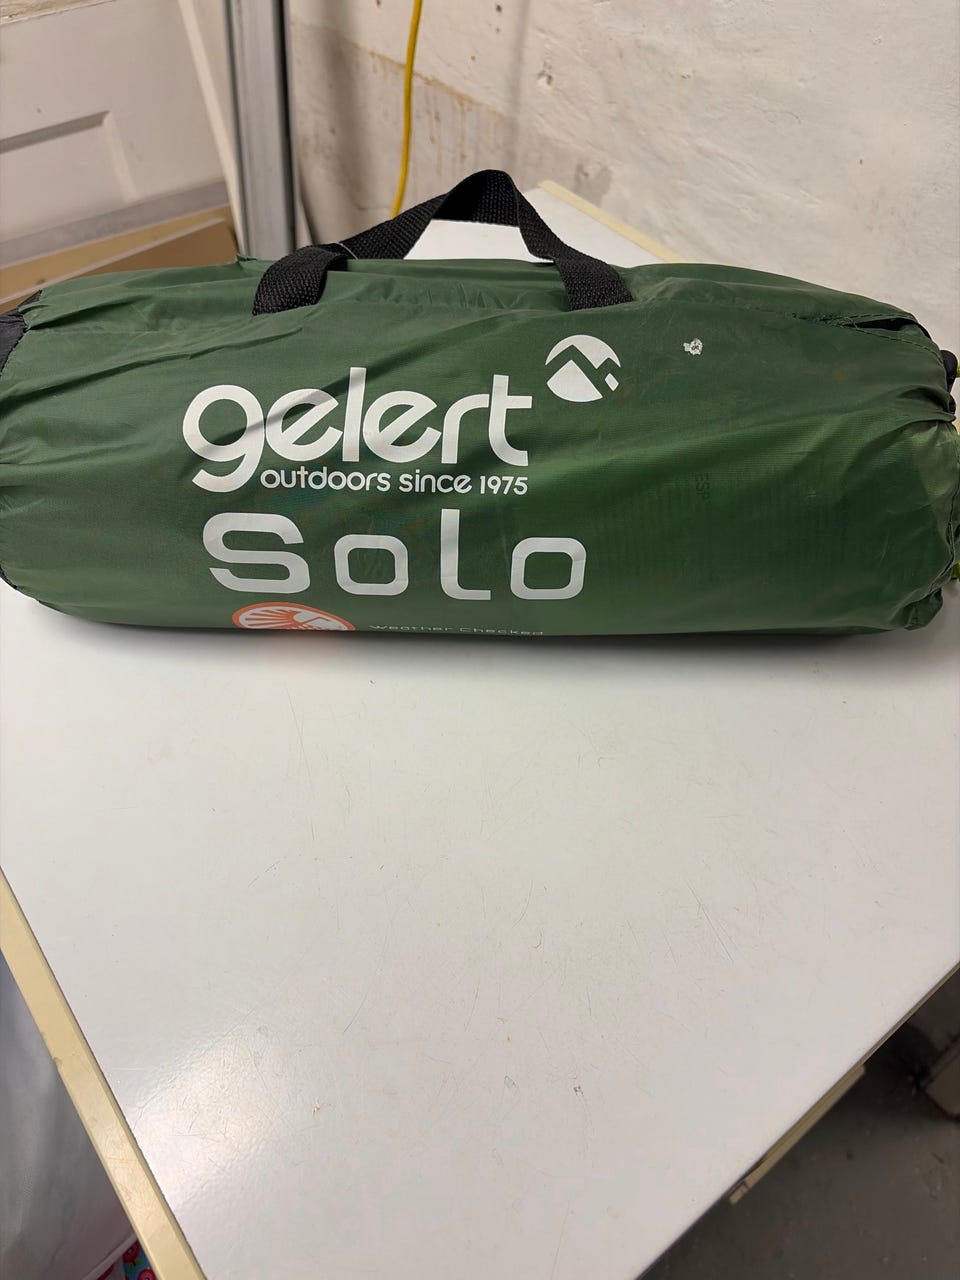 gelert
outdoors since 1975
Solo
Weather Checked